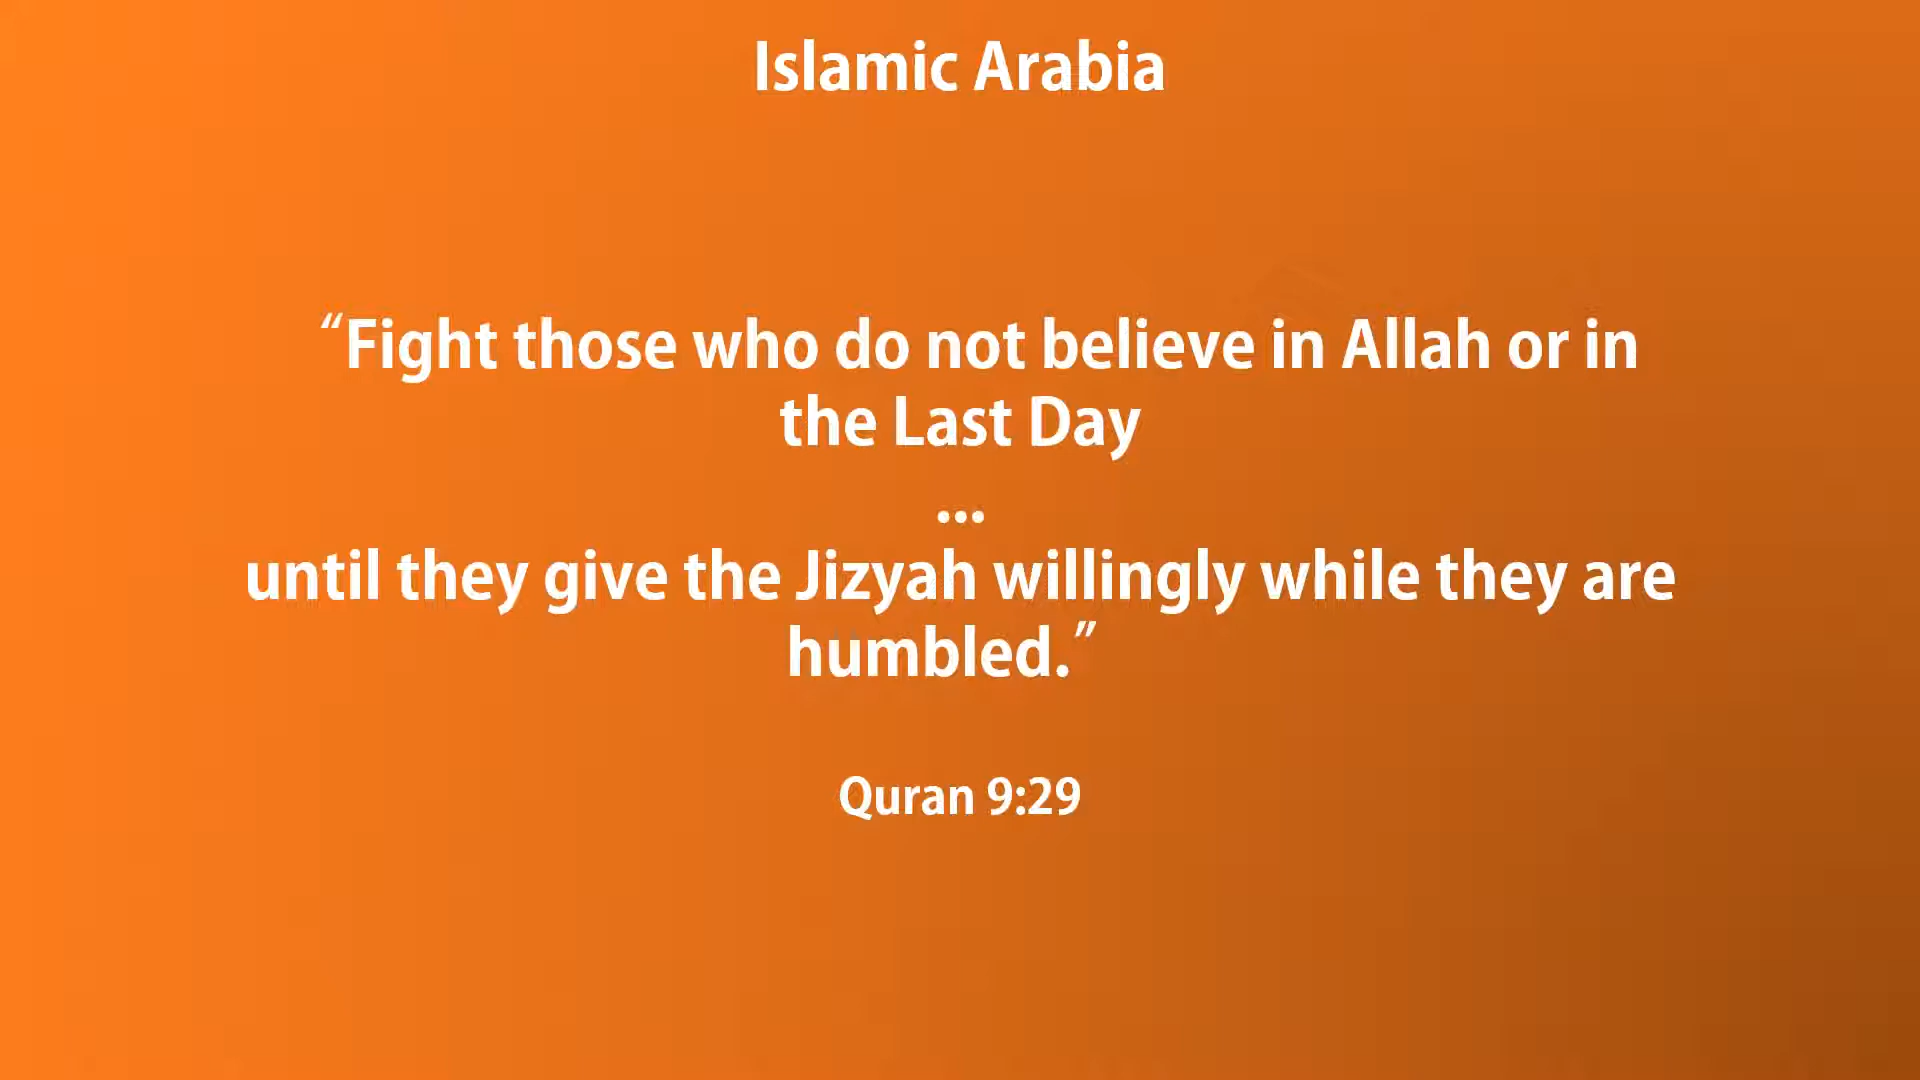 Islamic Arabia
“Fight those who do not believe in Allah or in
the Last Day
...
until they give the Jizyah willingly while they are
humbled.”
Quran 9:29